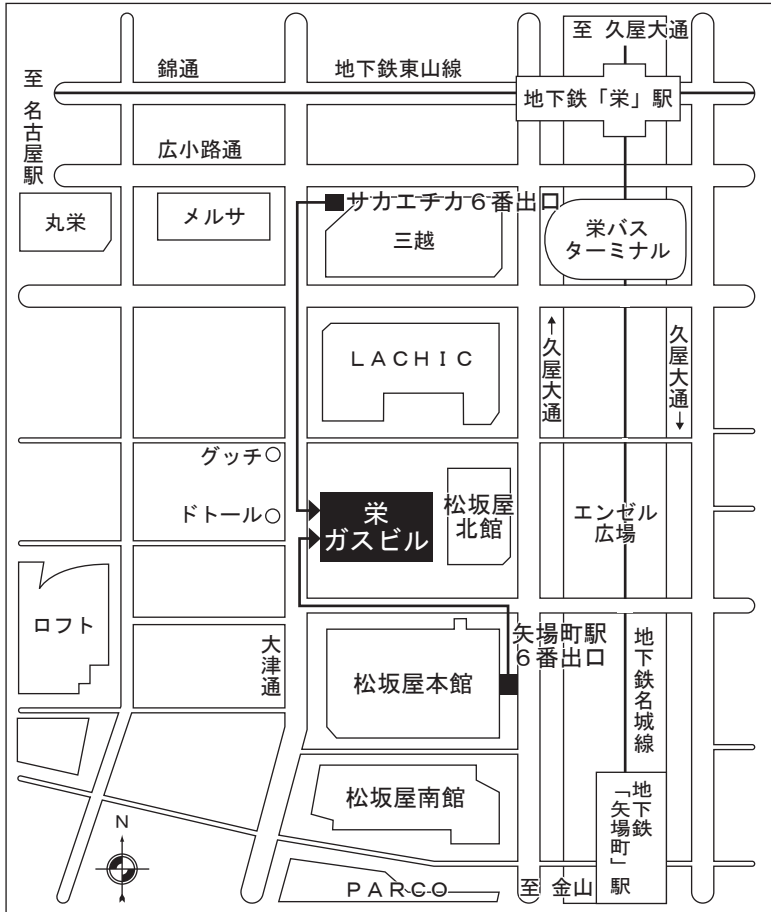 至 久屋大通
錦通
地下鉄東山線
至 名古屋駅
地下鉄「栄」駅
広小路通
丸栄
メルサ
サカエチカ６番出口
三越
栄バス
ターミナル
ＬＡＣＨＩＣ
↑久屋大通
久屋大通↓
グッチ
ドトール
栄
ガスビル
松坂屋
北館
エンゼル
広場
ロフト
大津通
松坂屋本館
矢場町駅
６番出口
地下鉄名城線
松坂屋南館
地下鉄
「矢場町」駅
N
ＰＡＲＣＯ
至 金山